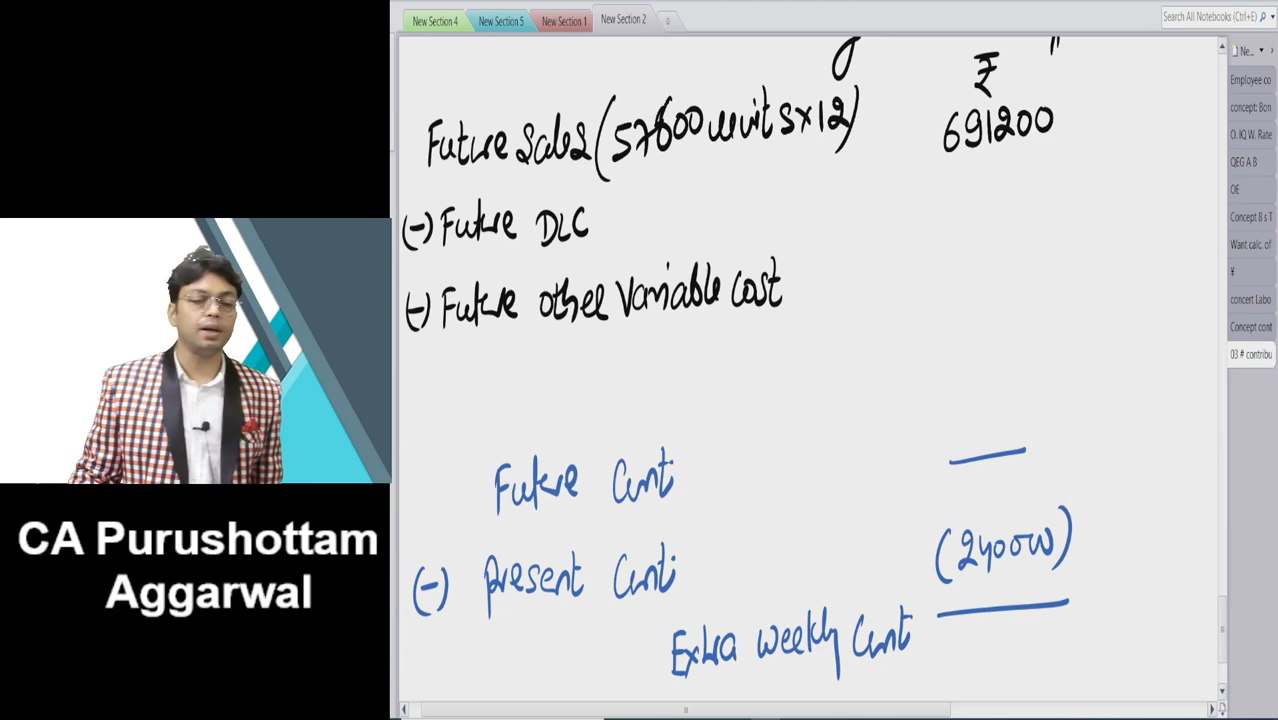 New Section 4
New Section 5
New Section 1
New Section 2
Search All Notebooks (Ctrl+E)
Ne...
₹
"
Future Sales (57600 units x 12) 691200
(-) Future DLC
(-) Future other Variable Cost
Future Cont
(-) Present Cont (240000)
Extra weekly Cont
Employee co
concept: Bon
O. IQ W. Rate
QEG A B
OE
Concept 8 s T
Want calc. of
¥
concert Labo
Concept cont
03 # contribu
CA Purushottam
Aggarwal